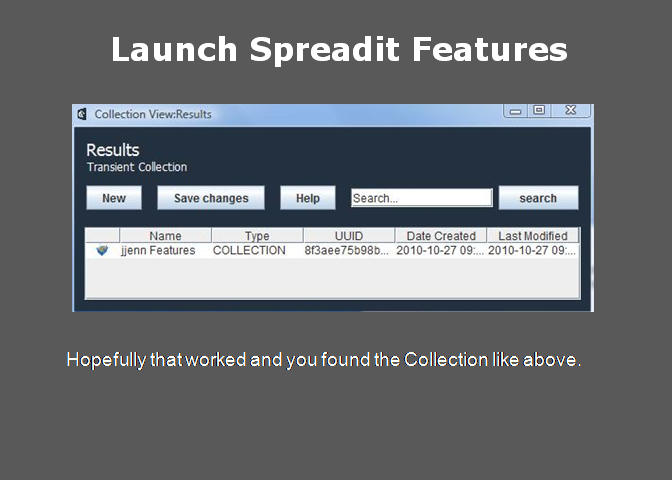 Launch Spreadit Features
Collection View:Results
Results
Transient Collection
New Save changes Help Search... search
Name Type UUID Date Created Last Modified
jjenn Features COLLECTION 8f3aee75b98b... 2010-10-27 09:... 2010-10-27 09:...
Hopefully that worked and you found the Collection like above.